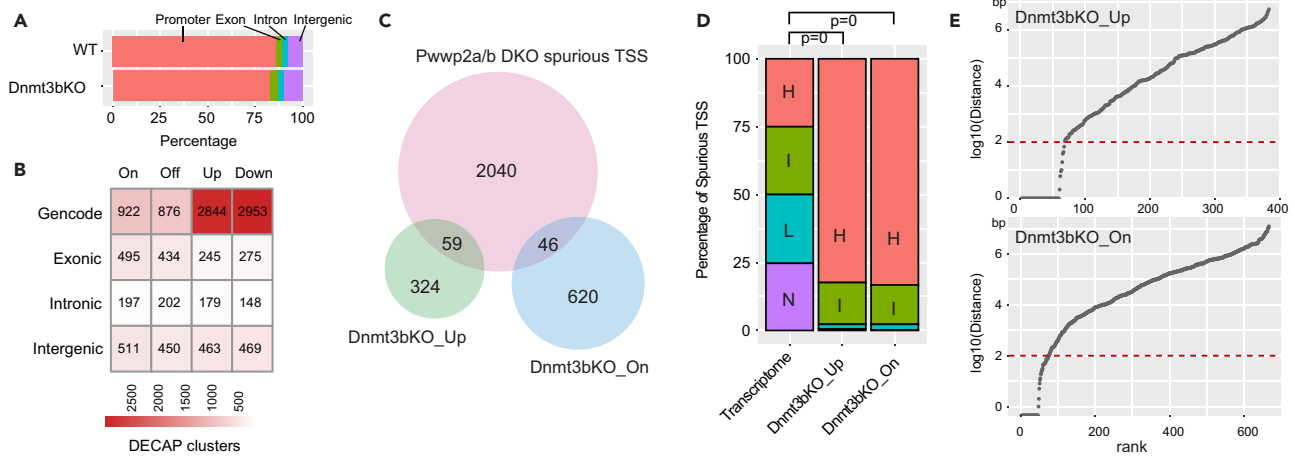 A
Promoter Exon Intron Intergenic
WT
Dnmt3bKO
0 25 50 75 100
Percentage
B
On Off Up Down
Gencode 922 876 2844 2953
Exonic 495 434 245 275
Intronic 197 202 179 148
Intergenic 511 450 463 469
2500 2000 1500 1000 500
DECAP clusters
C
Pwwp2a/b DKO spurious TSS
2040
59 46
324 620
Dnmt3bKO_Up
Dnmt3bKO_On
D
p=0
p=0
Percentage of Spurious TSS
100
75
50
25
0
H
I
L
N
H
I
H
I
Transcriptome
Dnmt3bKO_Up
Dnmt3bKO_On
E
bp
Dnmt3bKO_Up
log10(Distance)
6
4
2
0
0 100 200 300 400
bp
Dnmt3bKO_On
log10(Distance)
6
4
2
0
0 200 400 600
rank